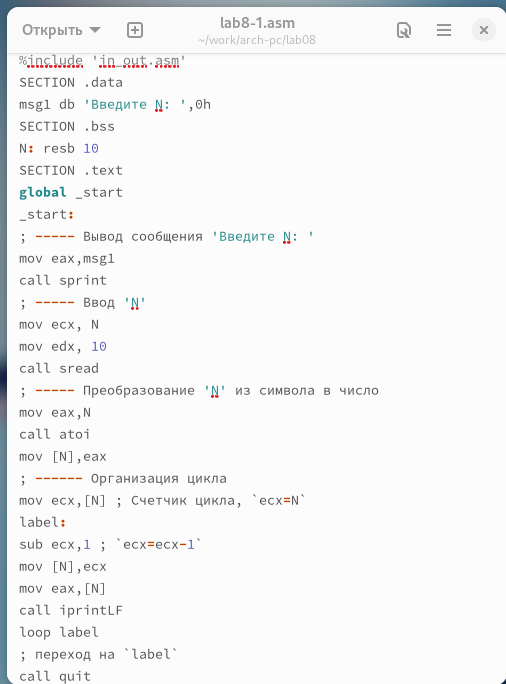 Открыть
lab8-1.asm
~/work/arch-pc/lab08
%include 'in_out.asm'
SECTION .data
msg1 db 'Введите N: ',0h
SECTION .bss
N: resb 10
SECTION .text
global _start
_start:
; ----- Вывод сообщения 'Введите N: '
mov eax,msg1
call sprint
; ----- Ввод 'N'
mov ecx, N
mov edx, 10
call sread
; ----- Преобразование 'N' из символа в число
mov eax,N
call atoi
mov [N],eax
; ------ Организация цикла
mov ecx,[N] ; Счетчик цикла, `ecx=N`
label:
sub ecx,1 ; `ecx=ecx-1`
mov [N],ecx
mov eax,[N]
call iprintLF
loop label
; переход на `label`
call quit